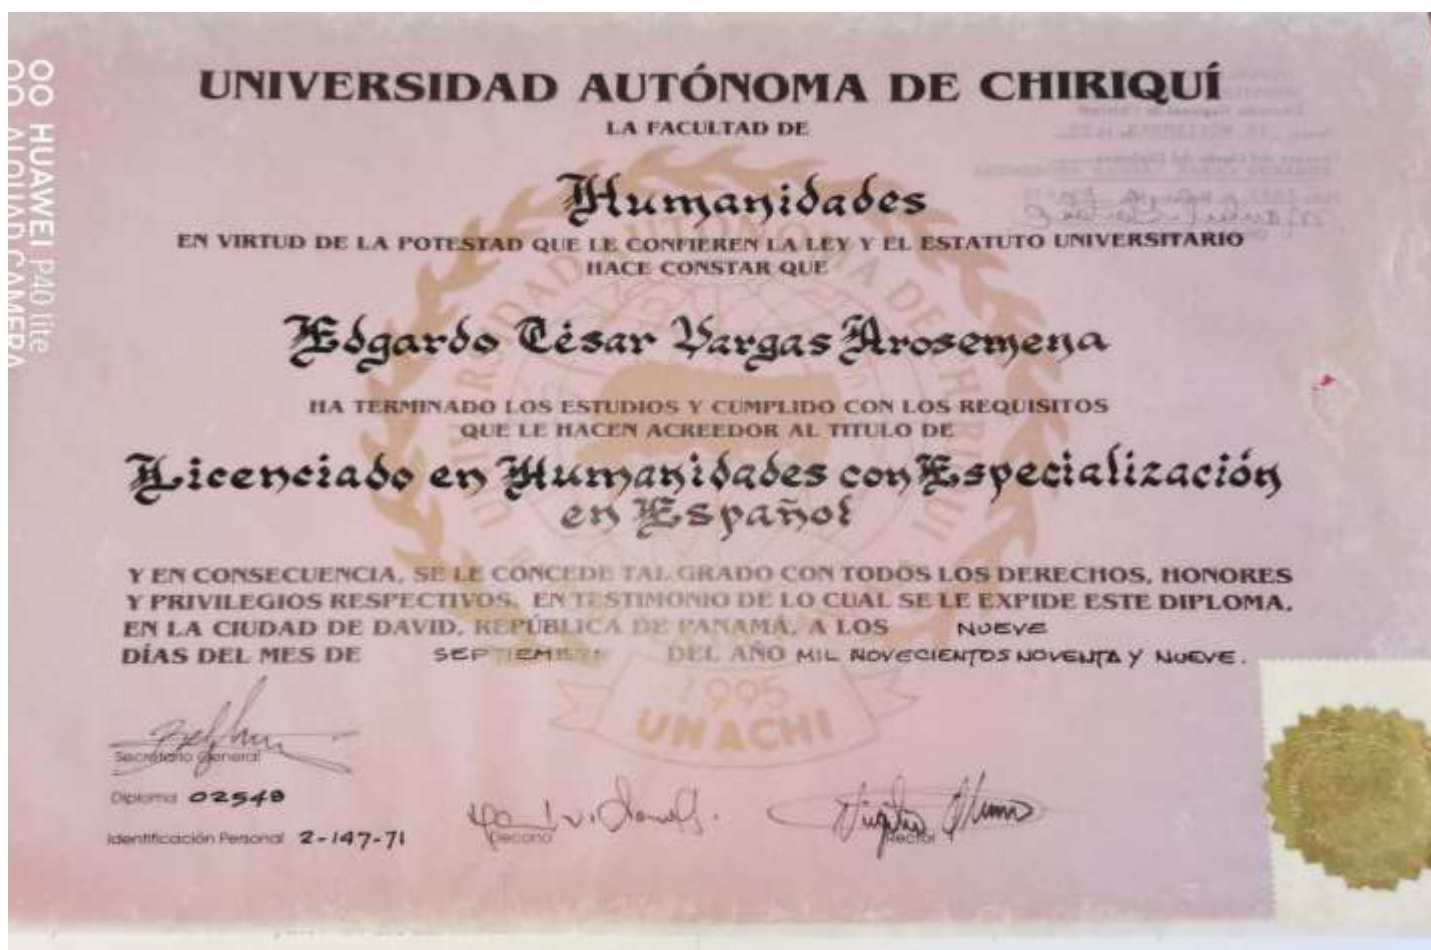 UNIVERSIDAD AUTÓNOMA DE CHIRIQUÍ
LA FACULTAD DE
Humanidades
EN VIRTUD DE LA POTESTAD QUE LE CONFIEREN LA LEY Y EL ESTATUTO UNIVERSITARIO
HACE CONSTAR QUE
Edgardo César Vargas Arosemena
HA TERMINADO LOS ESTUDIOS Y CUMPLIDO CON LOS REQUISITOS
QUE LE HACEN ACREEDOR AL TITULO DE
Licenciado en Humanidades con Especialización
en Español
Y EN CONSECUENCIA, SE LE CONCEDE TAL GRADO CON TODOS LOS DERECHOS, HONORES
Y PRIVILEGIOS RESPECTIVOS, EN TESTIMONIO DE LO CUAL SE LE EXPIDE ESTE DIPLOMA,
EN LA CIUDAD DE DAVID, REPÚBLICA DE PANAMÁ, A LOS NUEVE
DÍAS DEL MES DE SEPTIEMBRE DEL AÑO MIL NOVECIENTOS NOVENTA Y NUEVE.
1995
UNACHI
Secretario General
Diploma 02549
Identificación Personal 2-147-71
Decano
Rector
HUAWEI P40 lite
AI QUAD CAMERA